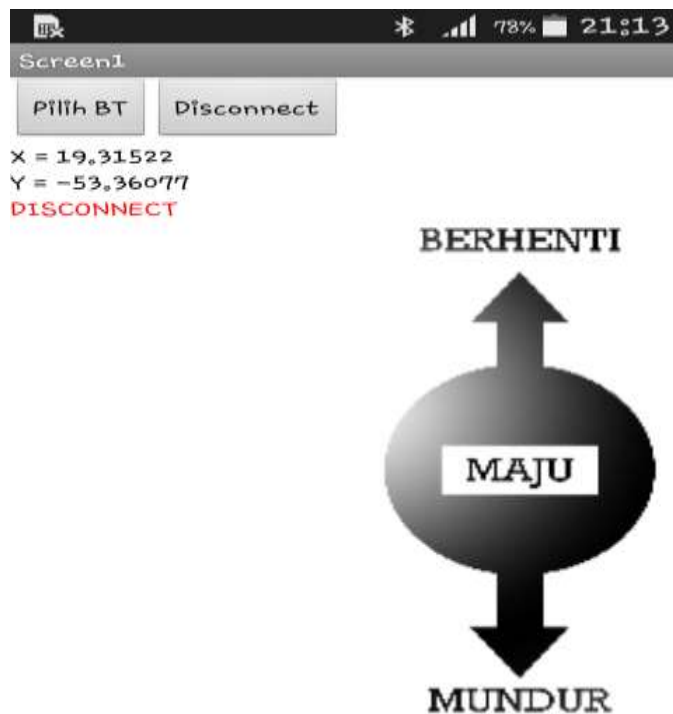 78% 21:13
Screen1
Pilih BT Disconnect
X = 19,31522
Y = -53,36077
DISCONNECT
BERHENTI
MAJU
MUNDUR